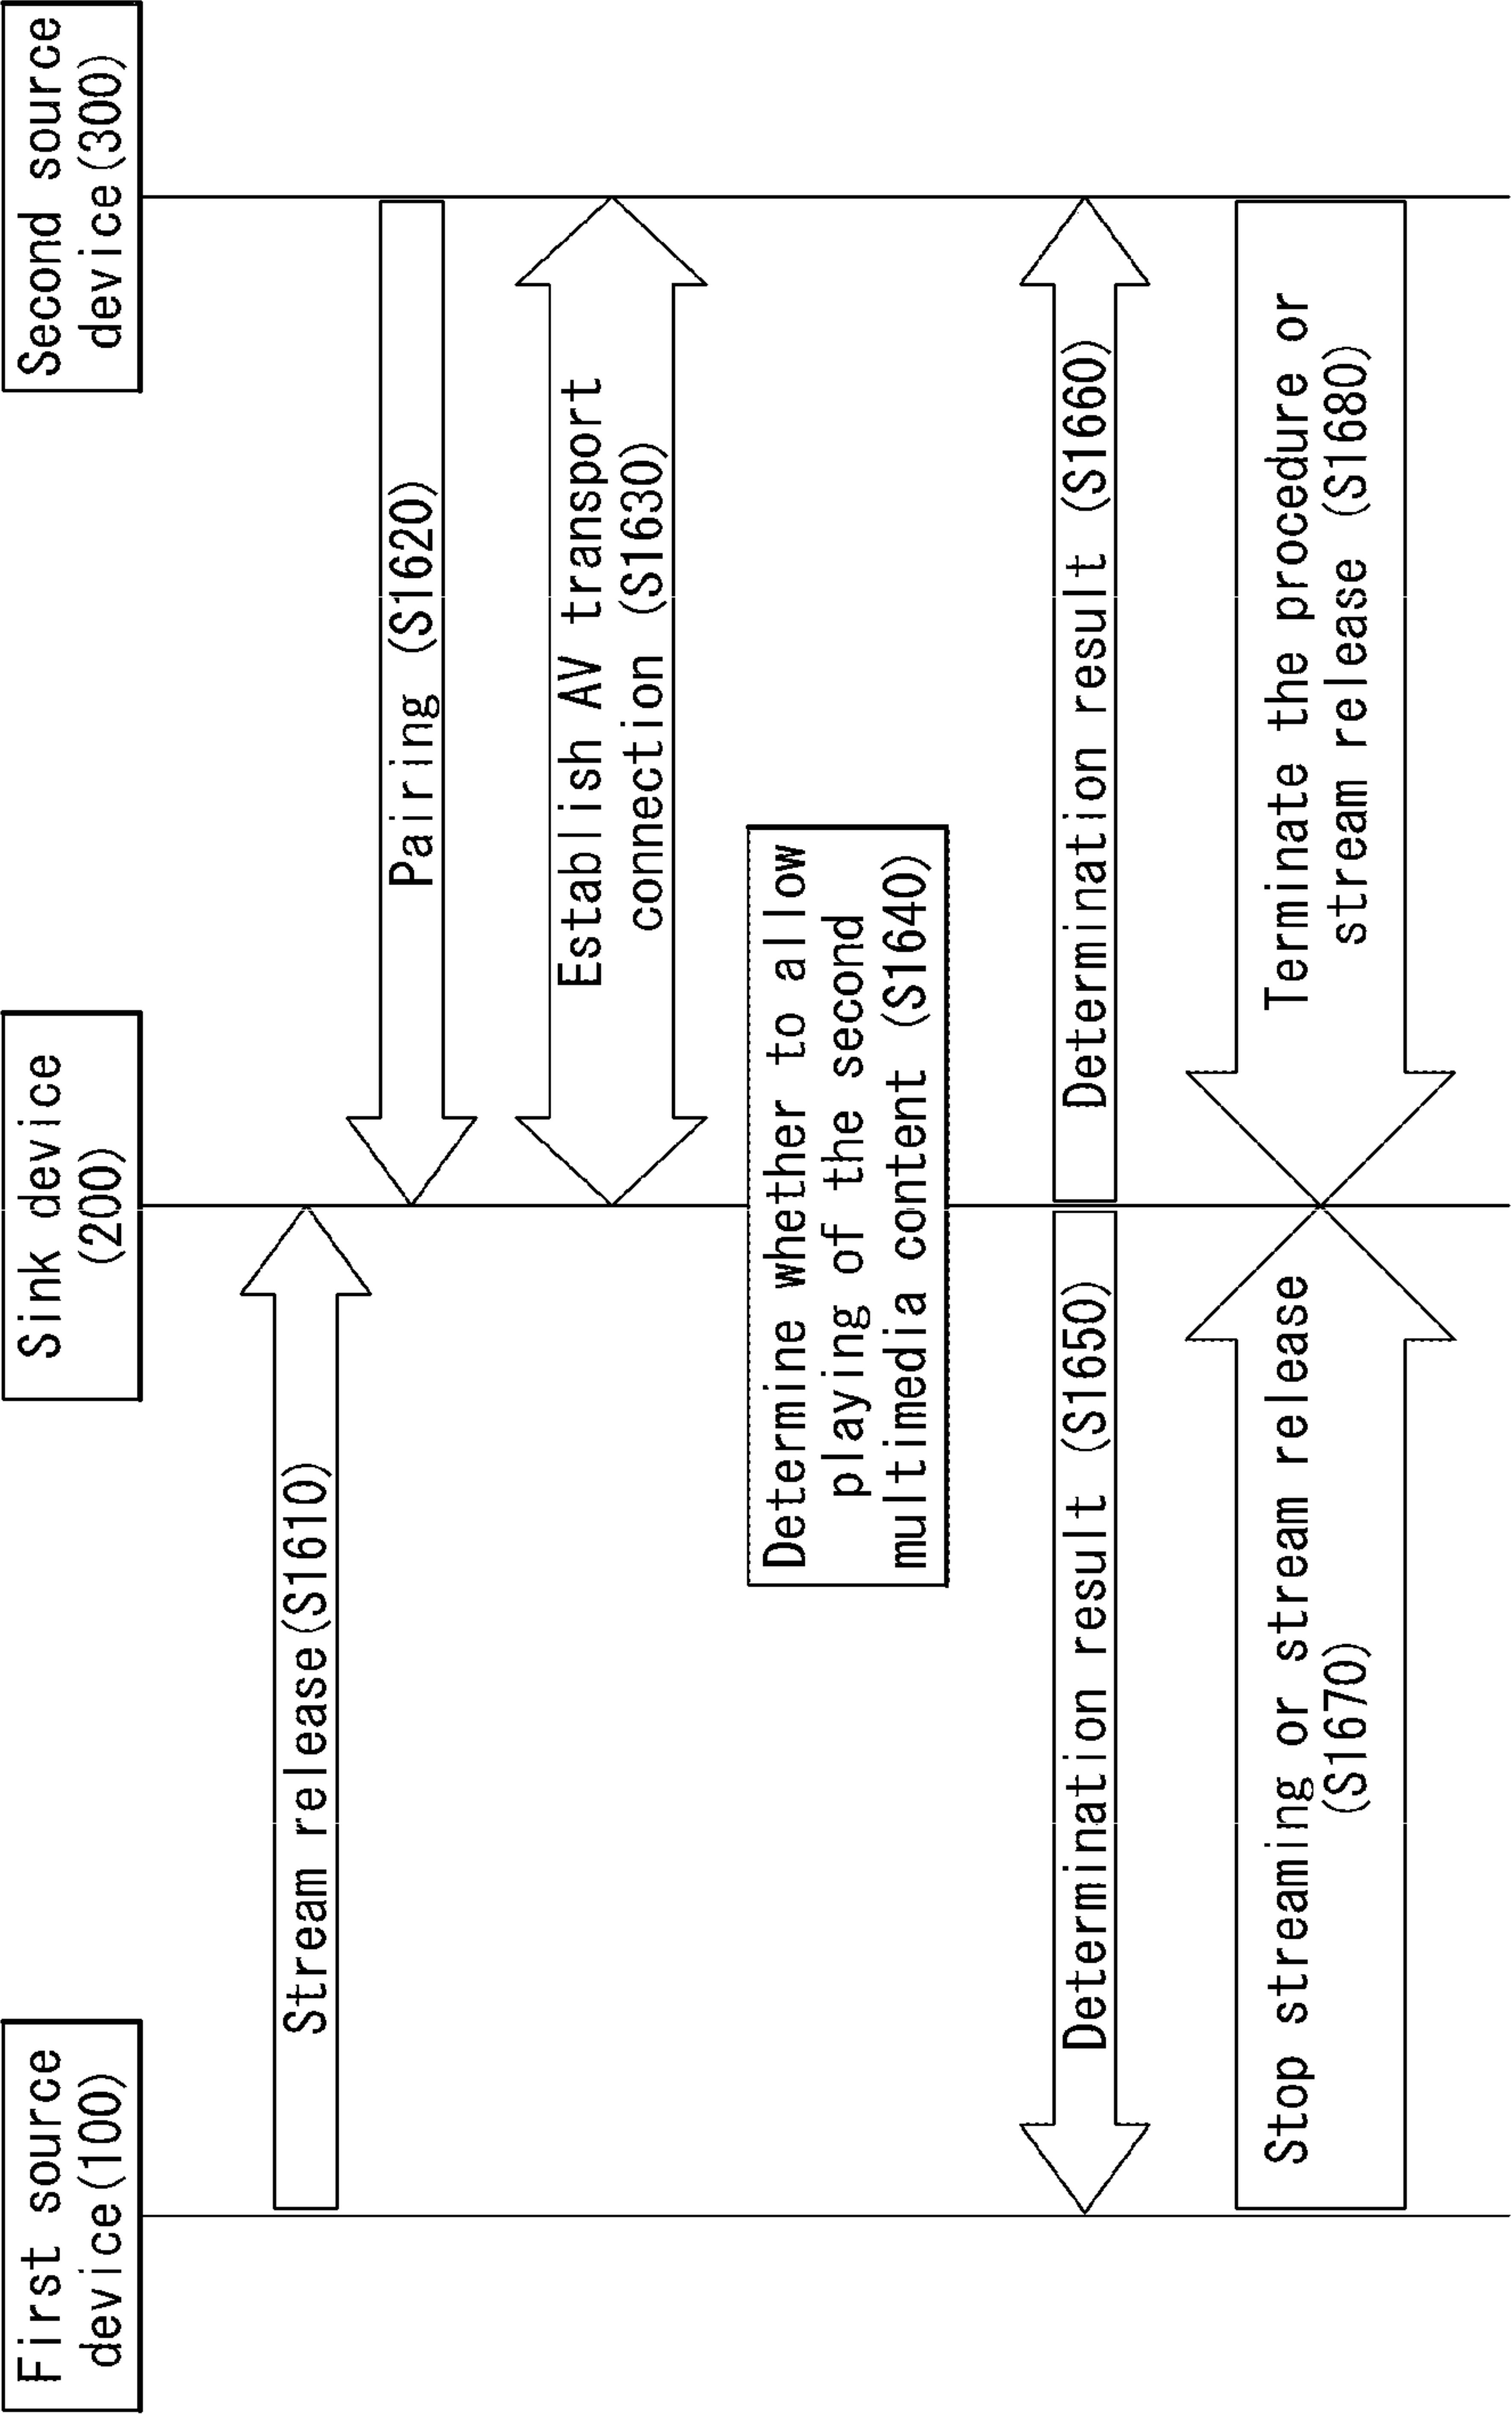 First source
device(100)
Sink device
(200)
Second source
device(300)
Stream release(S1610)
Pairing (S1620)
Establish AV transport
connection (S1630)
Determine whether to allow
playing of the second
multimedia content (S1640)
Determination result (S1650)
Determination result (S1660)
Stop streaming or stream release
(S1670)
Terminate the procedure or
stream release (S1680)